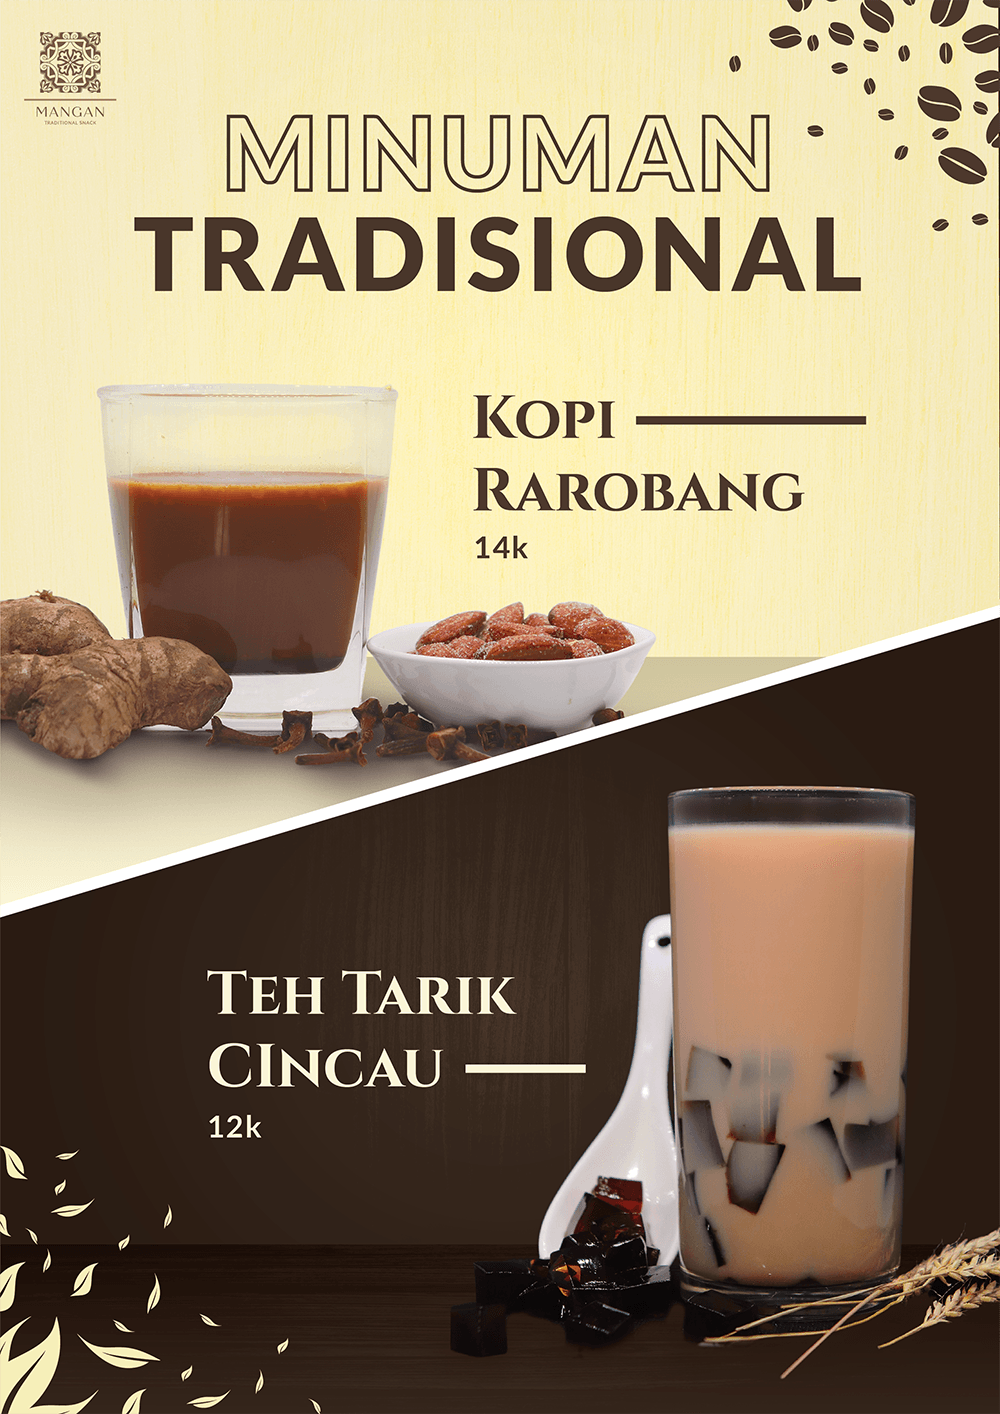 MANGAN
TRADITIONAL SNACK
MINUMAN
TRADISIONAL
KOPI
RAROBANG
14k
TEH TARIK
CINCAU
12k